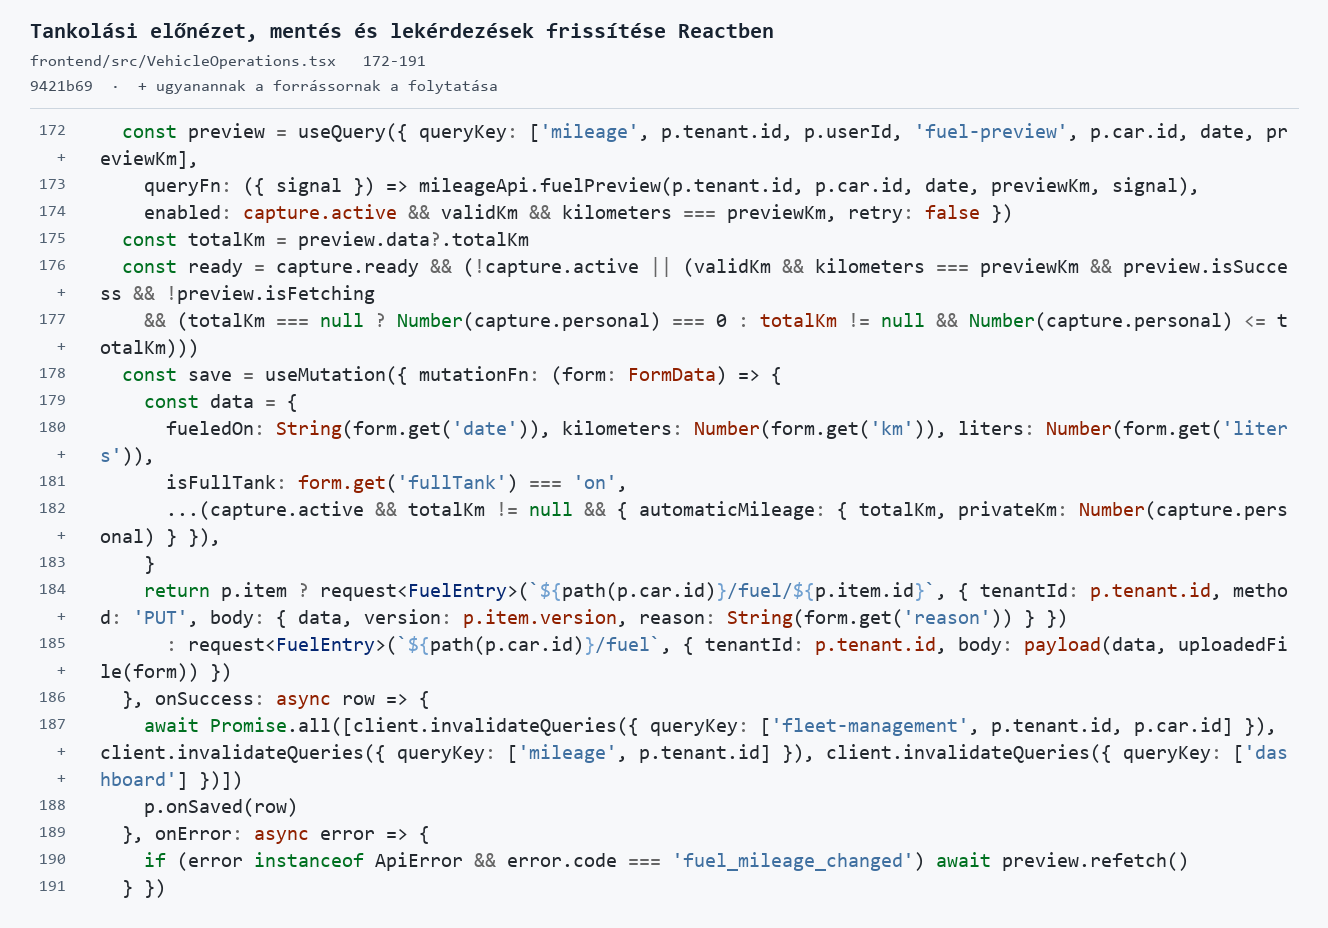 Tankolási előnézet, mentés és lekérdezések frissítése Reactben
frontend/src/VehicleOperations.tsx   172-191
9421b69  ·  + ugyanannak a forrássornak a folytatása
172     const preview = useQuery({ queryKey: ['mileage', p.tenant.id, p.userId, 'fuel-preview', p.car.id, date, pr
+   eviewKm],
173       queryFn: ({ signal }) => mileageApi.fuelPreview(p.tenant.id, p.car.id, date, previewKm, signal),
174       enabled: capture.active && validKm && kilometers === previewKm, retry: false })
175     const totalKm = preview.data?.totalKm
176     const ready = capture.ready && (!capture.active || (validKm && kilometers === previewKm && preview.isSucce
+   ss && !preview.isFetching
177       && (totalKm === null ? Number(capture.personal) === 0 : totalKm != null && Number(capture.personal) <= t
+   otalKm)))
178     const save = useMutation({ mutationFn: (form: FormData) => {
179       const data = {
180         fueledOn: String(form.get('date')), kilometers: Number(form.get('km')), liters: Number(form.get('liter
+   s')),
181         isFullTank: form.get('fullTank') === 'on',
182         ...(capture.active && totalKm != null && { automaticMileage: { totalKm, privateKm: Number(capture.pers
+   onal) } }),
183       }
184       return p.item ? request<FuelEntry>(`${path(p.car.id)}/fuel/${p.item.id}`, { tenantId: p.tenant.id, metho
+   d: 'PUT', body: { data, version: p.item.version, reason: String(form.get('reason')) } })
185         : request<FuelEntry>(`${path(p.car.id)}/fuel`, { tenantId: p.tenant.id, body: payload(data, uploadedFi
+   le(form)) })
186     }, onSuccess: async row => {
187       await Promise.all([client.invalidateQueries({ queryKey: ['fleet-management', p.tenant.id, p.car.id] }),
+   client.invalidateQueries({ queryKey: ['mileage', p.tenant.id] }), client.invalidateQueries({ queryKey: ['das
+   hboard'] })])
188       p.onSaved(row)
189     }, onError: async error => {
190       if (error instanceof ApiError && error.code === 'fuel_mileage_changed') await preview.refetch()
191     } })